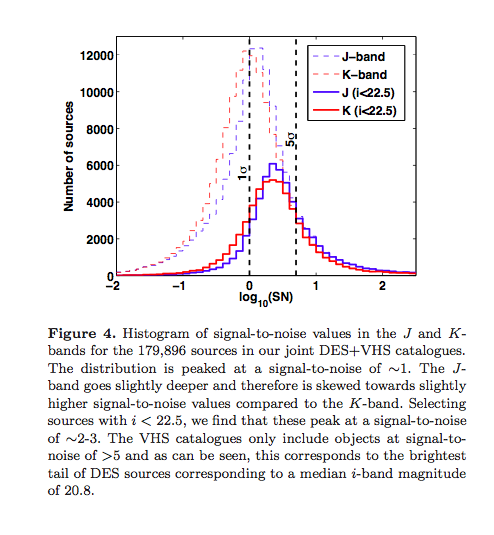 12000
10000
8000
6000
4000
2000
0
Number of sources
−2
−1
0
1
2
log10(SN)
1σ
5σ
J−band
K−band
J (i<22.5)
K (i<22.5)
Figure 4. Histogram of signal-to-noise values in the J and K-
bands for the 179,896 sources in our joint DES+VHS catalogues.
The distribution is peaked at a signal-to-noise of ∼1. The J-
band goes slightly deeper and therefore is skewed towards slightly
higher signal-to-noise values compared to the K-band. Selecting
sources with i < 22.5, we find that these peak at a signal-to-noise
of ∼2-3. The VHS catalogues only include objects at signal-to-
noise of >5 and as can be seen, this corresponds to the brightest
tail of DES sources corresponding to a median i-band magnitude
of 20.8.